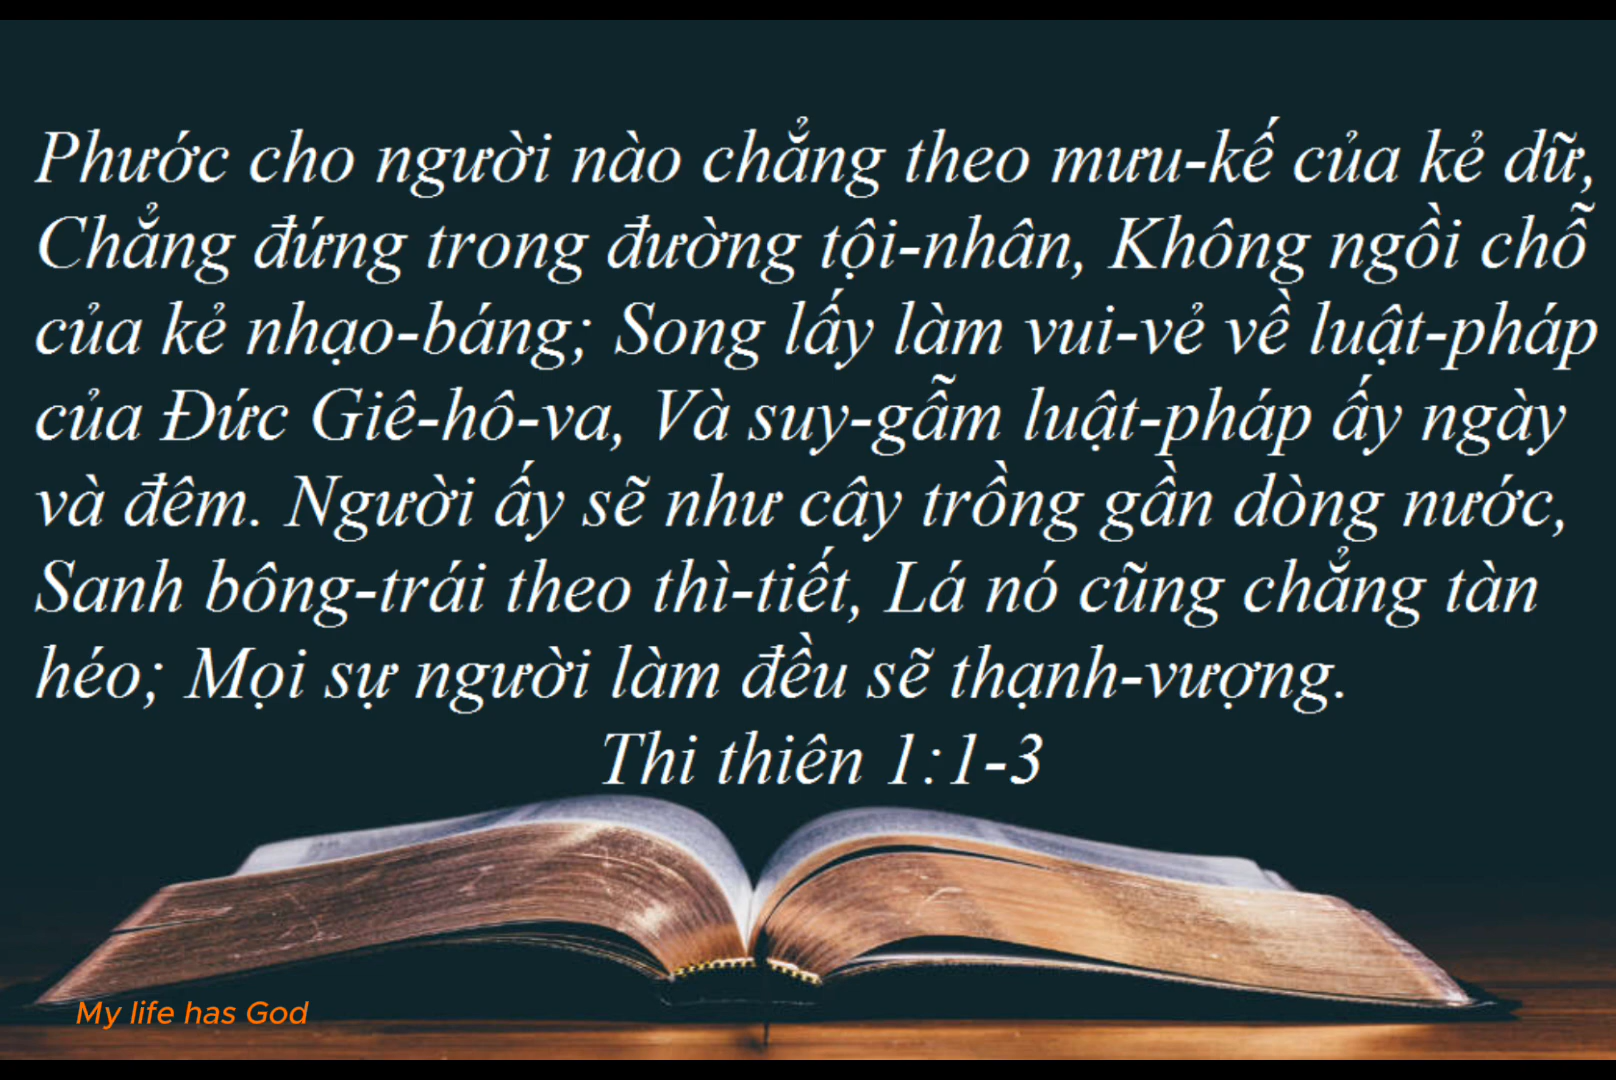 Phước cho người nào chẳng theo mưu-kế của kẻ dữ,
Chẳng đứng trong đường tội-nhân, Không ngồi chỗ
của kẻ nhạo-báng; Song lấy làm vui-vẻ về luật-pháp
của Đức Giê-hô-va, Và suy-gẫm luật-pháp ấy ngày
và đêm. Người ấy sẽ như cây trồng gần dòng nước,
Sanh bông-trái theo thì-tiết, Lá nó cũng chẳng tàn
héo; Mọi sự người làm đều sẽ thạnh-vượng.
Thi thiên 1:1-3
My life has God